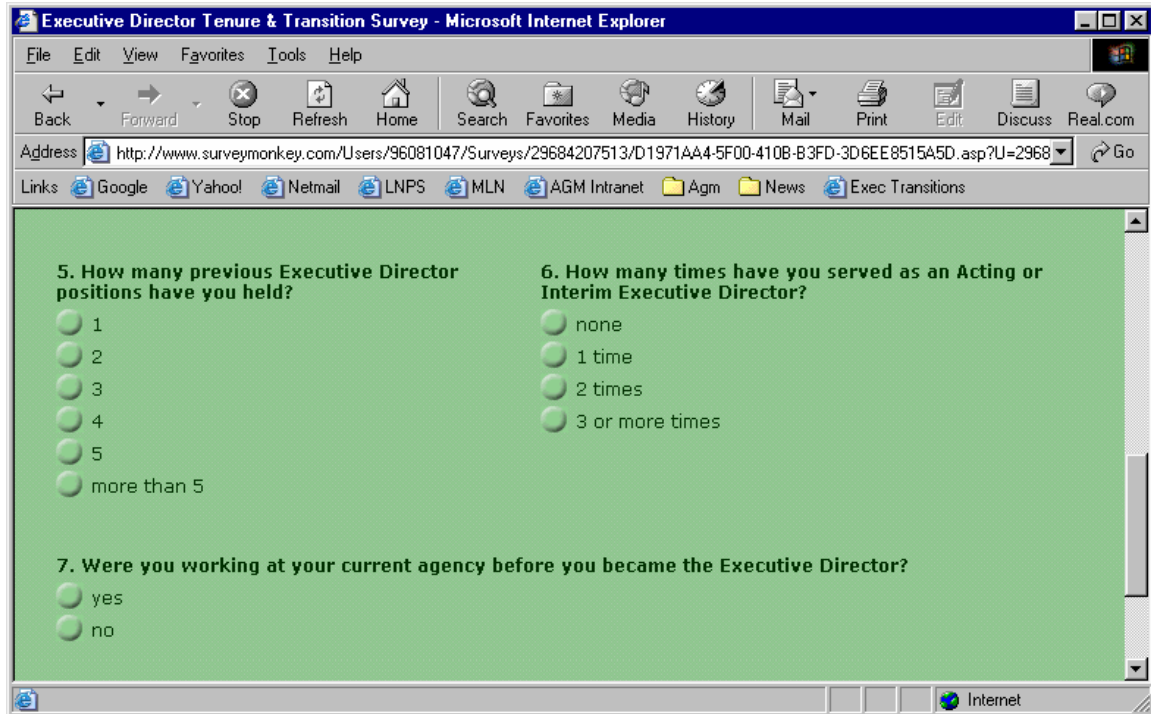 Executive Director Tenure & Transition Survey - Microsoft Internet Explorer
File Edit View Favorites Tools Help
Back Forward Stop Refresh Home Search Favorites Media History Mail Print Edit Discuss Real.com
Address http://www.surveymonkey.com/Users/96081047/Surveys/29684207513/D1971AA4-5F00-410B-B3FD-3D6EE8515A5D.asp?U=2968 Go
Links Google Yahoo! Netmail LNPS MLN AGM Intranet Agm News Exec Transitions
5. How many previous Executive Director
positions have you held?
1
2
3
4
5
more than 5
6. How many times have you served as an Acting or
Interim Executive Director?
none
1 time
2 times
3 or more times
7. Were you working at your current agency before you became the Executive Director?
yes
no
Internet